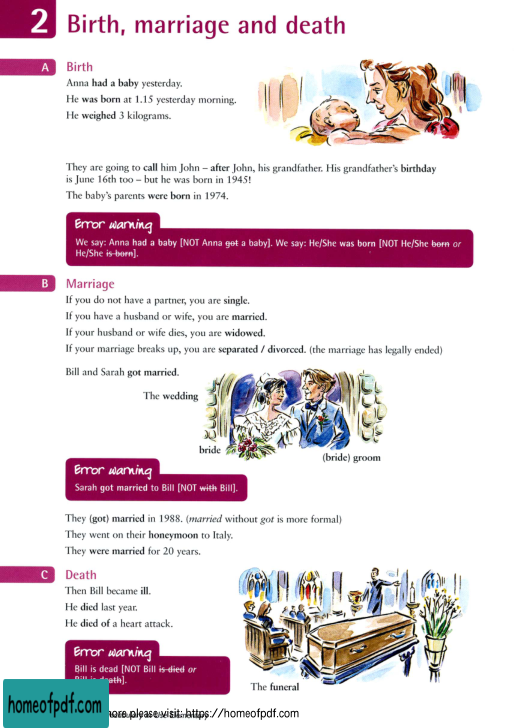 2 Birth, marriage and death
A Birth
Anna had a baby yesterday.
He was born at 1.15 yesterday morning.
He weighed 3 kilograms.
They are going to call him John – after John, his grandfather. His grandfather's birthday
is June 16th too – but he was born in 1945!
The baby's parents were born in 1974.
Error warning
We say: Anna had a baby [NOT Anna got a baby]. We say: He/She was born [NOT He/She born or
He/She is born].
B Marriage
If you do not have a partner, you are single.
If you have a husband or wife, you are married.
If your husband or wife dies, you are widowed.
If your marriage breaks up, you are separated / divorced. (the marriage has legally ended)
Bill and Sarah got married.
The wedding
bride
(bride) groom
Error warning
Sarah got married to Bill [NOT with Bill].
They (got) married in 1988. (married without got is more formal)
They went on their honeymoon to Italy.
They were married for 20 years.
C Death
Then Bill became ill.
He died last year.
He died of a heart attack.
Error warning
Bill is dead [NOT Bill is died or
Bill is death].
The funeral
homeofpdf.com
more please visit: https://homeofpdf.com